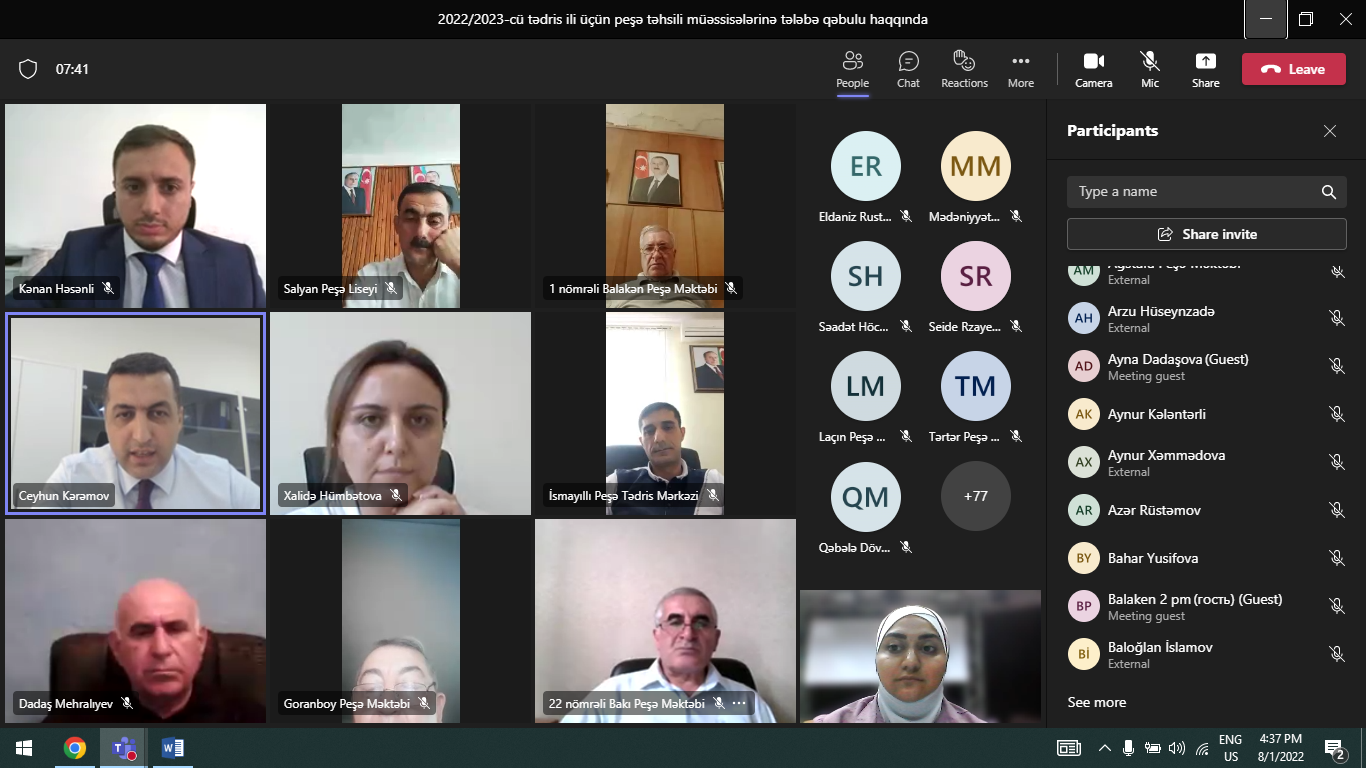 2022/2023-cü tədris ili üçün peşə təhsili müəssisələrinə tələbə qəbulu haqqında
07:41
People
Chat
Reactions
More
Camera
Mic
Share
Leave
Kənan Həsənli
Salyan Peşə Liseyi
1 nömrəli Balakən Peşə Məktəbi
Ceyhun Kərəmov
Xalidə Hümbətova
İsmayıllı Peşə Tədris Mərkəzi
Dadaş Mehralıyev
Goranboy Peşə Məktəbi
22 nömrəli Bakı Peşə Məktəbi
ER
Eldaniz Rust...
MM
Mədəniyyət...
SH
Səadət Höc...
SR
Seide Rzaye...
LM
Laçın Peşə ...
TM
Tərtər Peşə ...
QM
Qəbələ Döv...
+77
Participants
Type a name
Share invite
AM
External
AH
Arzu Hüseynzadə
External
AD
Ayna Dadaşova (Guest)
Meeting guest
AK
Aynur Kələntərli
AX
Aynur Xəmmədova
External
AR
Azər Rüstəmov
BY
Bahar Yusifova
BP
Balaken 2 pm (гость) (Guest)
Meeting guest
Bİ
Baloğlan İslamov
External
See more
ENG
US
4:37 PM
8/1/2022
2